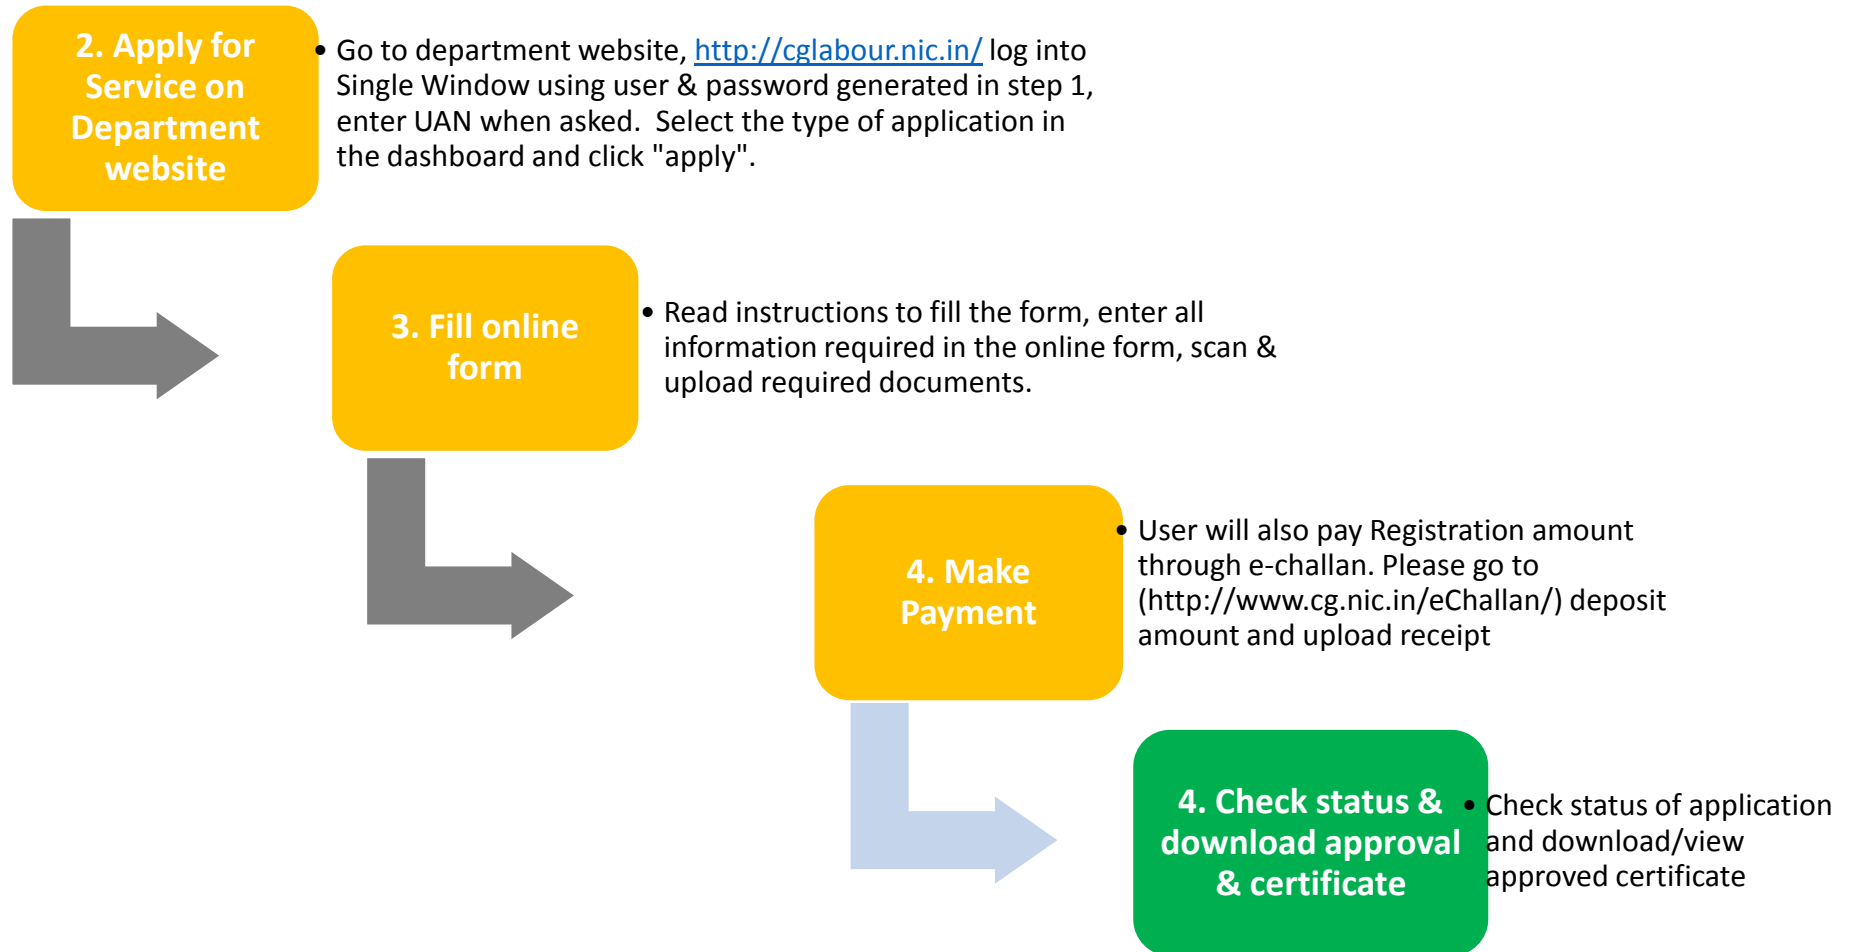 2. Apply for
Service on
Department
website
• Go to department website, http://cglabour.nic.in/ log into
Single Window using user & password generated in step 1,
enter UAN when asked.  Select the type of application in
the dashboard and click "apply".
3. Fill online
form
• Read instructions to fill the form, enter all
information required in the online form, scan &
upload required documents.
4. Make
Payment
• User will also pay Registration amount
through e-challan. Please go to
(http://www.cg.nic.in/eChallan/) deposit
amount and upload receipt
4. Check status &
download approval
& certificate
• Check status of application
and download/view
approved certificate